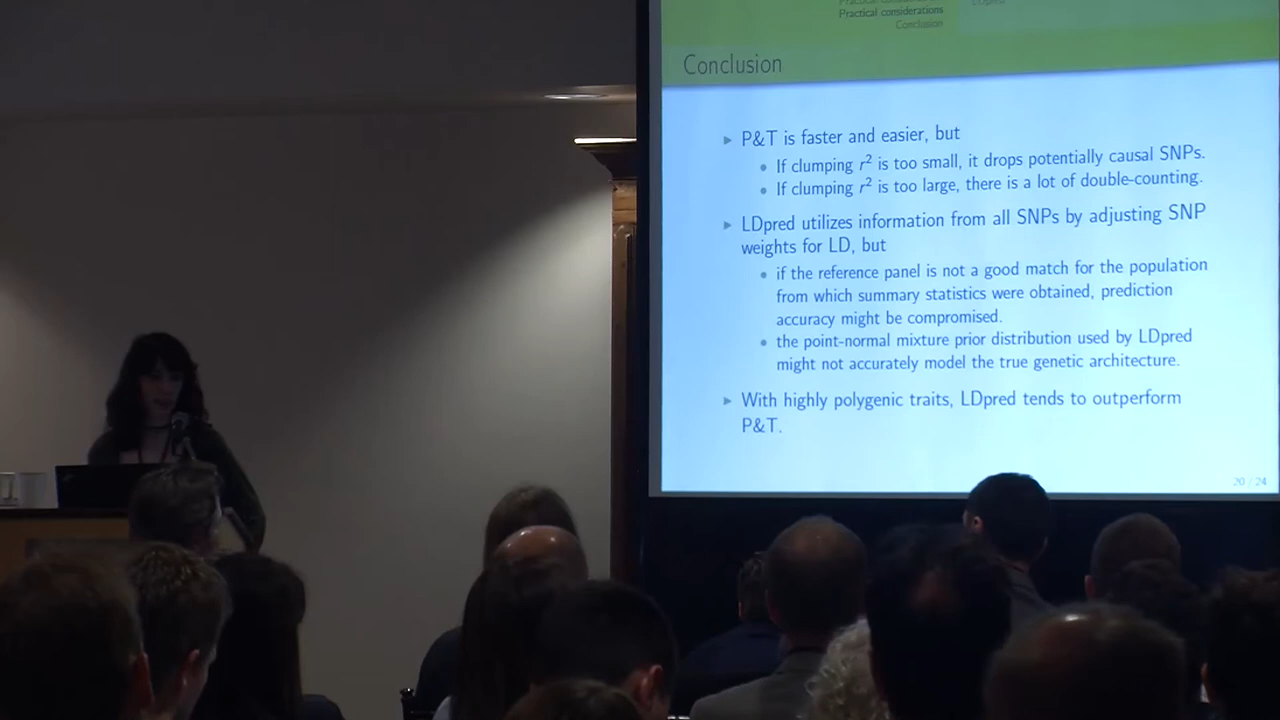 Practical considerations
Conclusion
LDpred
Conclusion
P&T is faster and easier, but
If clumping r² is too small, it drops potentially causal SNPs.
If clumping r² is too large, there is a lot of double-counting.
LDpred utilizes information from all SNPs by adjusting SNP
weights for LD, but
if the reference panel is not a good match for the population
from which summary statistics were obtained, prediction
accuracy might be compromised.
the point-normal mixture prior distribution used by LDpred
might not accurately model the true genetic architecture.
With highly polygenic traits, LDpred tends to outperform
P&T.
20 / 24